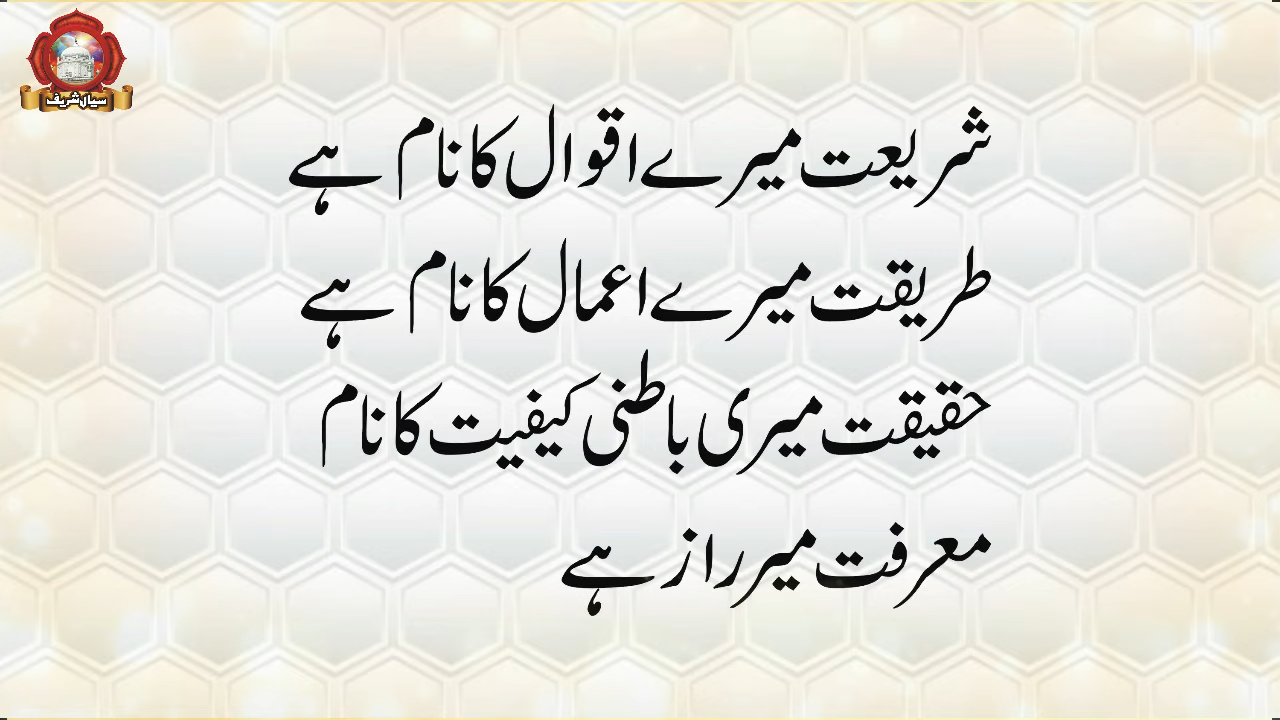 سیال شریف
شریعت میرے اقوال کا نام ہے
طریقت میرے اعمال کا نام ہے
حقیقت میری باطنی کیفیت کا نام
معرفت میر راز ہے